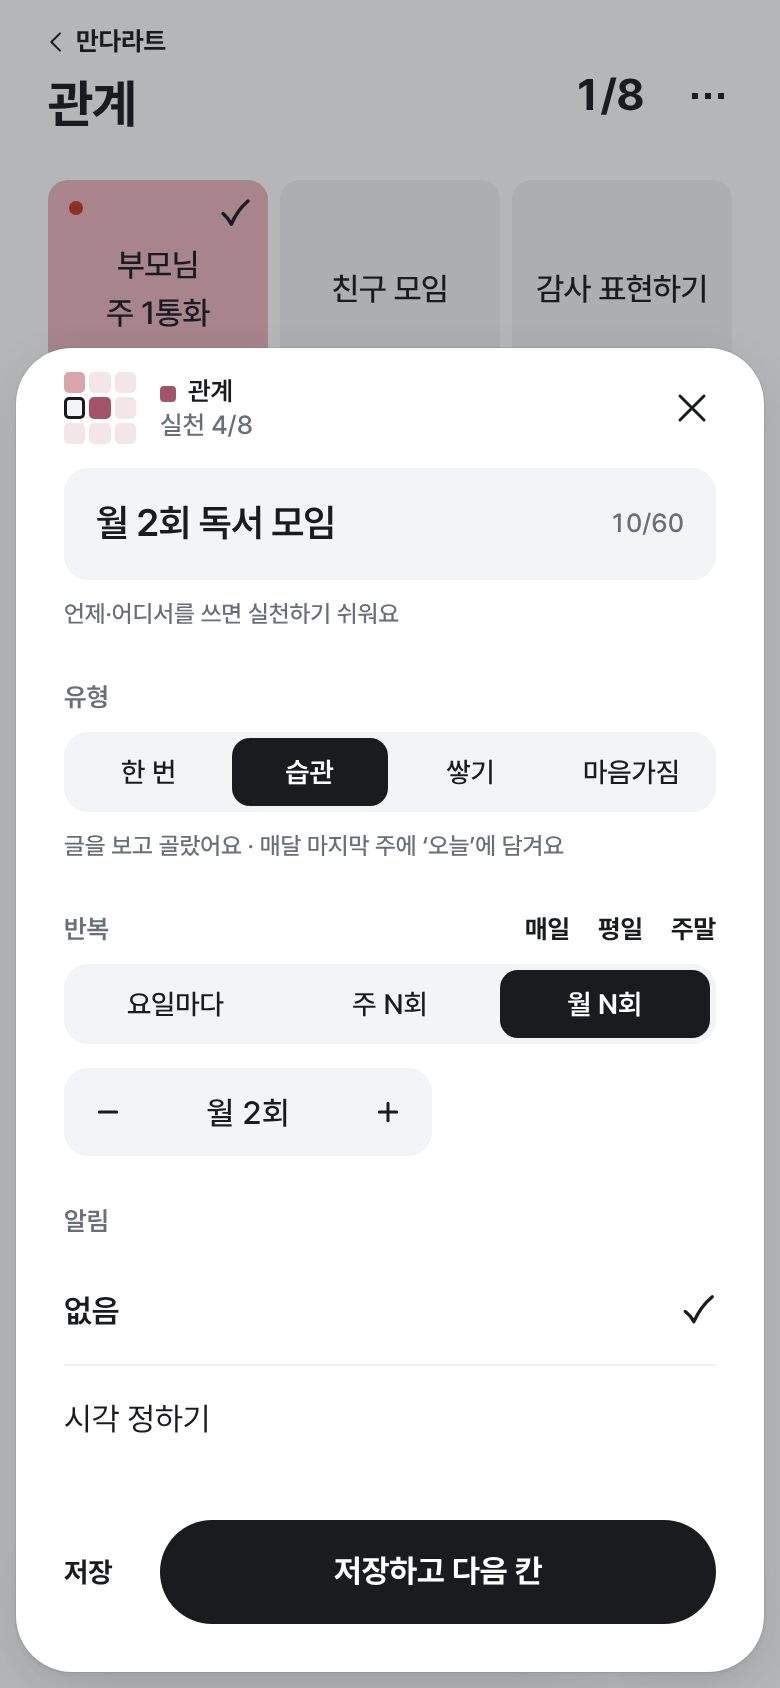 만다라트
관계
1/8
부모님
주 1통화
친구 모임
감사 표현하기
관계
실천 4/8
월 2회 독서 모임
10/60
언제·어디서를 쓰면 실천하기 쉬워요
유형
한 번
습관
쌓기
마음가짐
글을 보고 골랐어요 · 매달 마지막 주에 ‘오늘’에 담겨요
반복
매일 평일 주말
요일마다
주 N회
월 N회
월 2회
알림
없음
시각 정하기
저장
저장하고 다음 칸